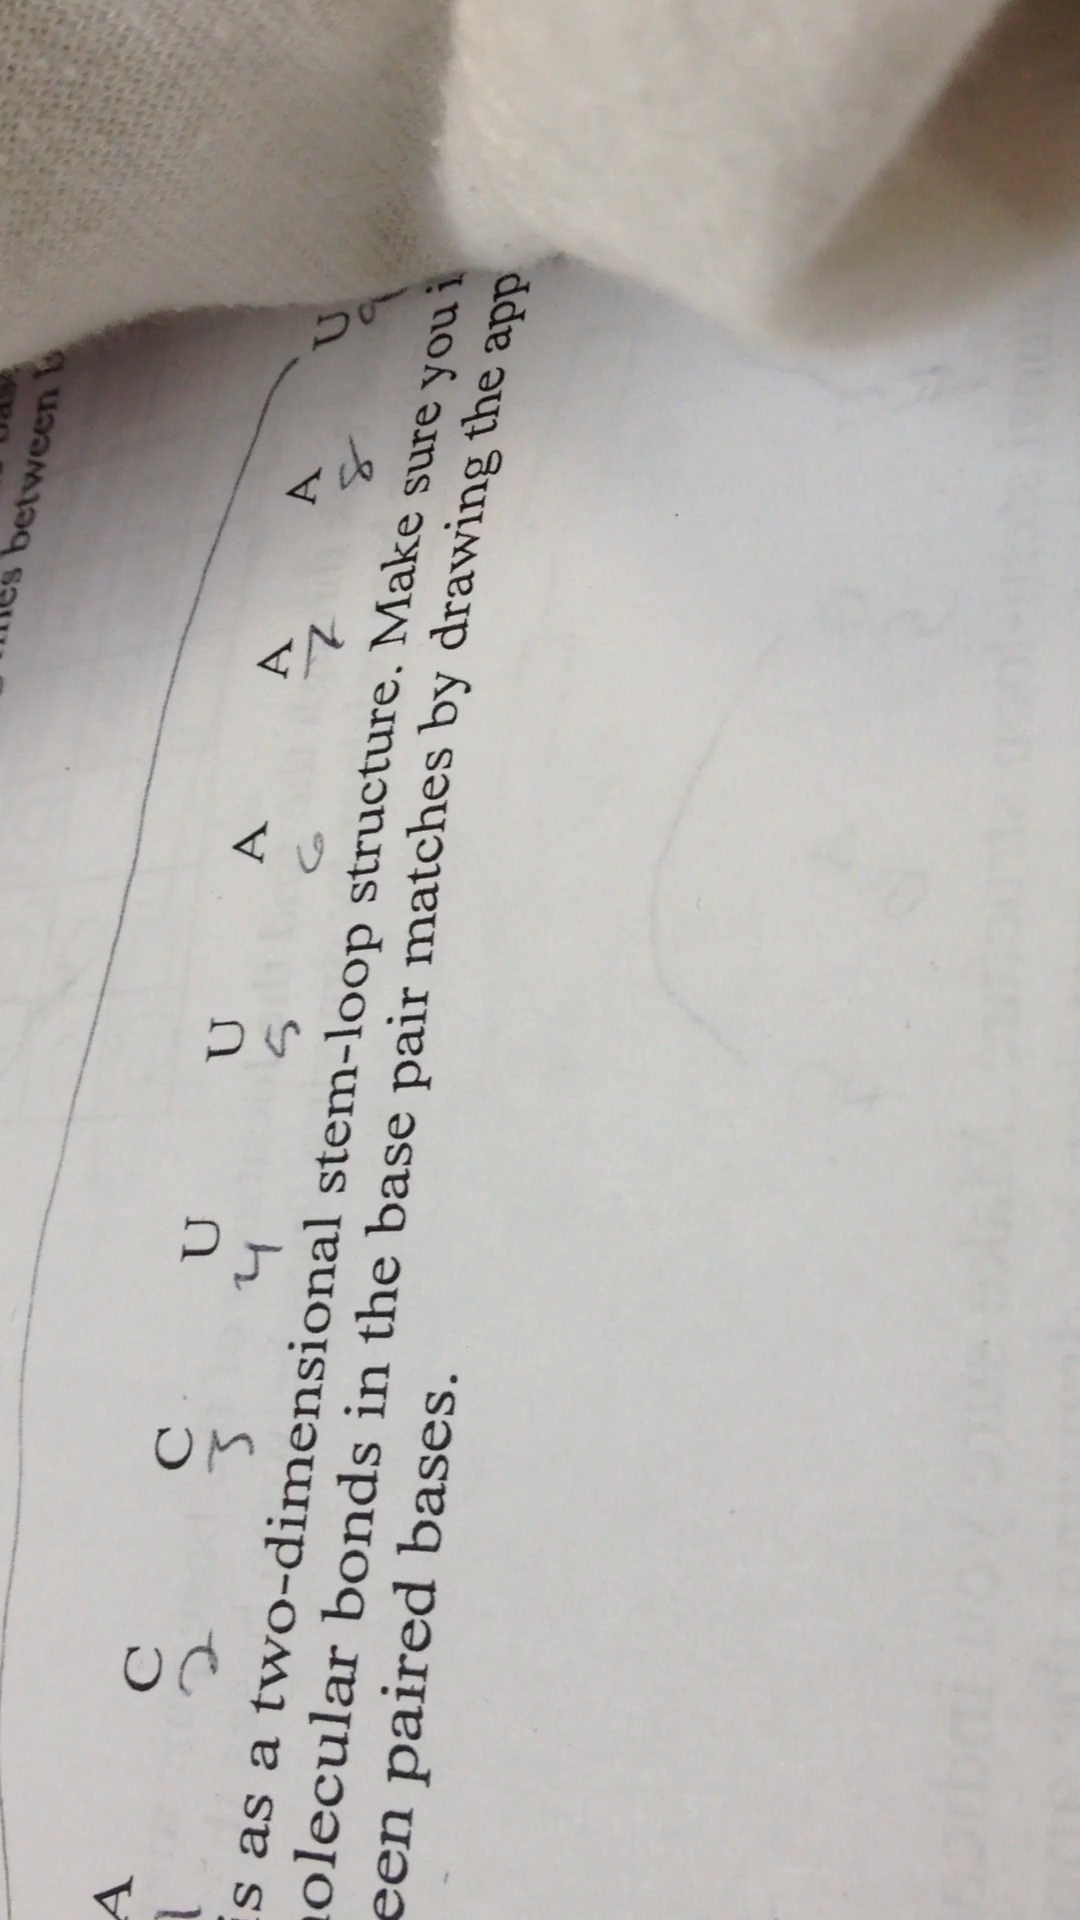 between
A C C U U A A A U
1 2 3 4 5 6 7 8 9
is as a two-dimensional stem-loop structure. Make sure you i
olecular bonds in the base pair matches by drawing the app
een paired bases.